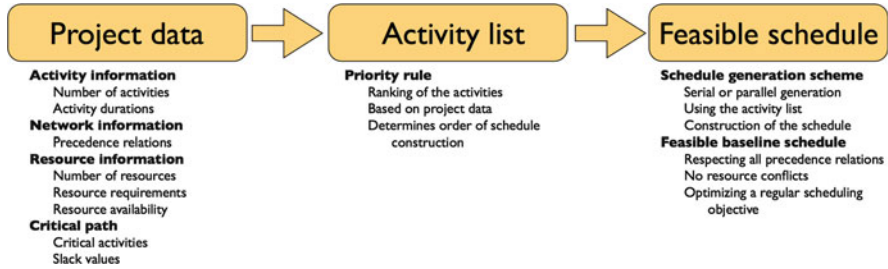 Project data
Activity information
Number of activities
Activity durations
Network information
Precedence relations
Resource information
Number of resources
Resource requirements
Resource availability
Critical path
Critical activities
Slack values
Activity list
Priority rule
Ranking of the activities
Based on project data
Determines order of schedule
construction
Feasible schedule
Schedule generation scheme
Serial or parallel generation
Using the activity list
Construction of the schedule
Feasible baseline schedule
Respecting all precedence relations
No resource conflicts
Optimizing a regular scheduling
objective